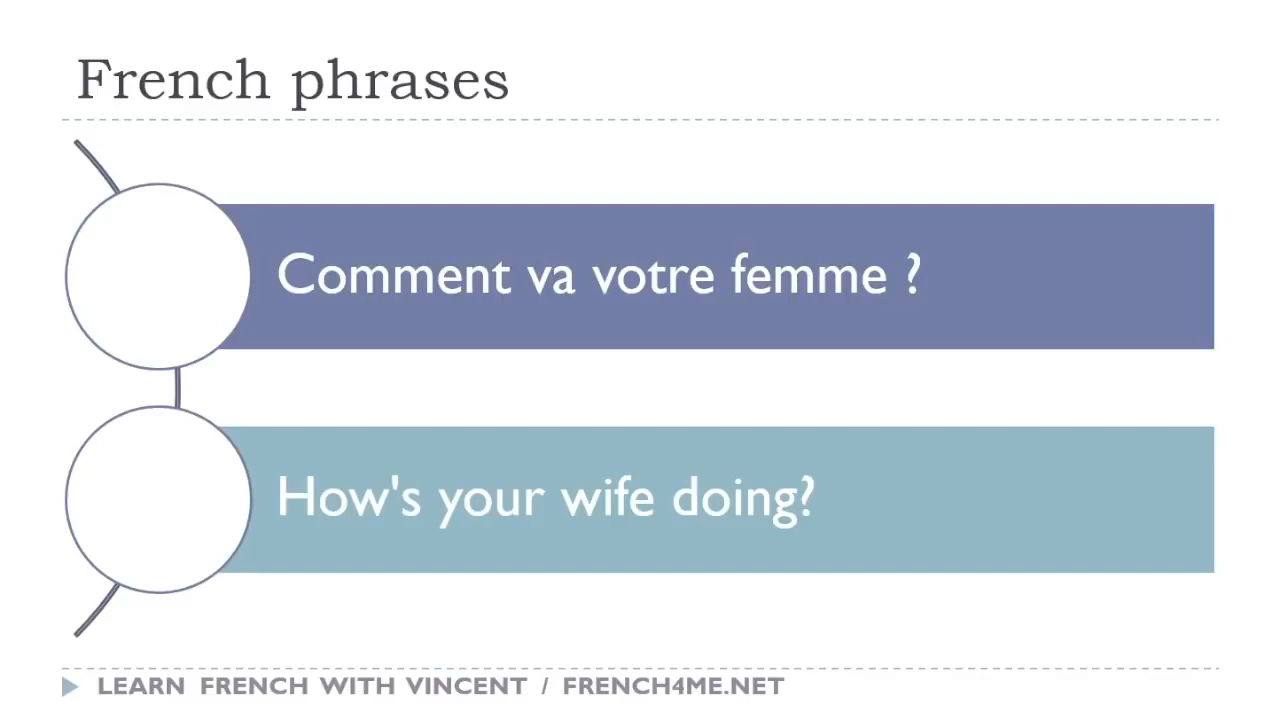 French phrases
Comment va votre femme ?
How's your wife doing?
LEARN FRENCH WITH VINCENT / FRENCH4ME.NET